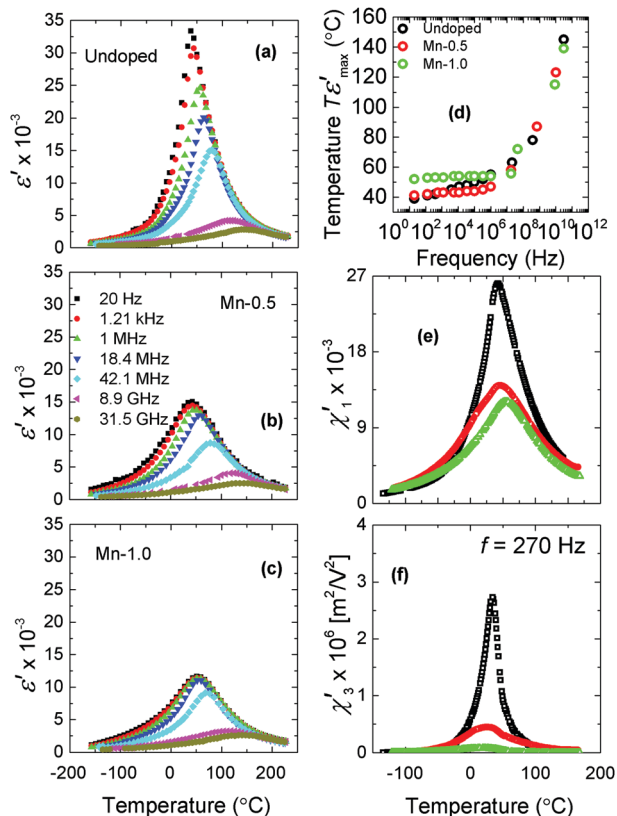 35
30
25
20
15
10
5
0
ε′ x 10⁻³
Undoped
(a)
160
140
120
100
80
60
40
Temperature Tε′max (°C)
Undoped
Mn-0.5
Mn-1.0
(d)
10⁰ 10² 10⁴ 10⁶ 10⁸ 10¹⁰ 10¹²
Frequency (Hz)
35
30
25
20
15
10
5
0
ε′ x 10⁻³
20 Hz
1.21 kHz
1 MHz
18.4 MHz
42.1 MHz
8.9 GHz
31.5 GHz
Mn-0.5
(b)
27
18
9
0
χ′₁ x 10⁻³
(e)
35
30
25
20
15
10
5
0
ε′ x 10⁻³
Mn-1.0
(c)
-200 -100 0 100 200
Temperature (°C)
4
3
2
1
0
χ′₃ x 10⁶ [m²/V²]
(f)
f = 270 Hz
-100 0 100
Temperature (°C)